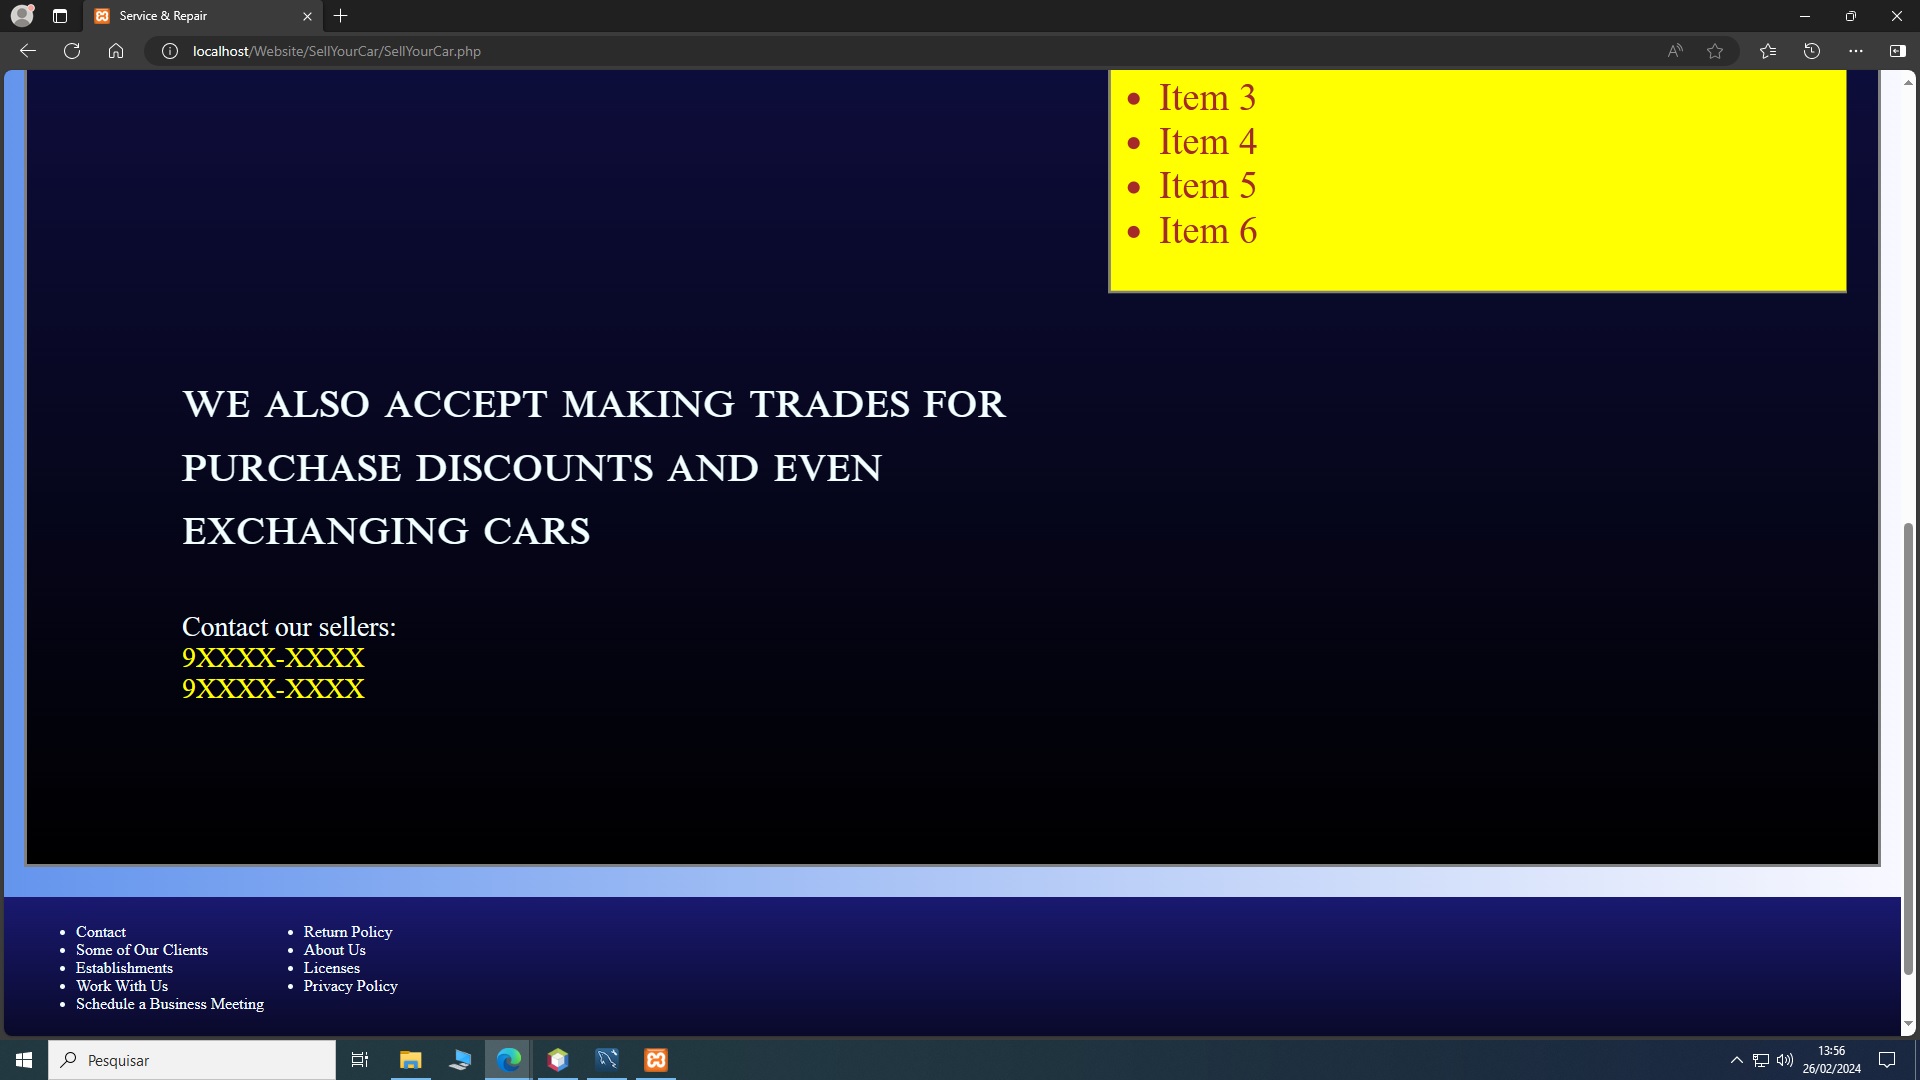 Service & Repair
localhost/Website/SellYourCar/SellYourCar.php
Item 3
Item 4
Item 5
Item 6
WE ALSO ACCEPT MAKING TRADES FOR
PURCHASE DISCOUNTS AND EVEN
EXCHANGING CARS
Contact our sellers:
9XXXX-XXXX
9XXXX-XXXX
Contact
Some of Our Clients
Establishments
Work With Us
Schedule a Business Meeting
Return Policy
About Us
Licenses
Privacy Policy
Pesquisar
13:56
26/02/2024